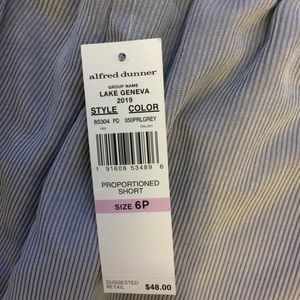 alfred dunner
GROUP NAME
LAKE GENEVA
2019
STYLE COLOR
85304 PD 050PRLGREY
1 91608 53489 6
PROPORTIONED
SHORT
SIZE 6P
SUGGESTED
RETAIL $48.00